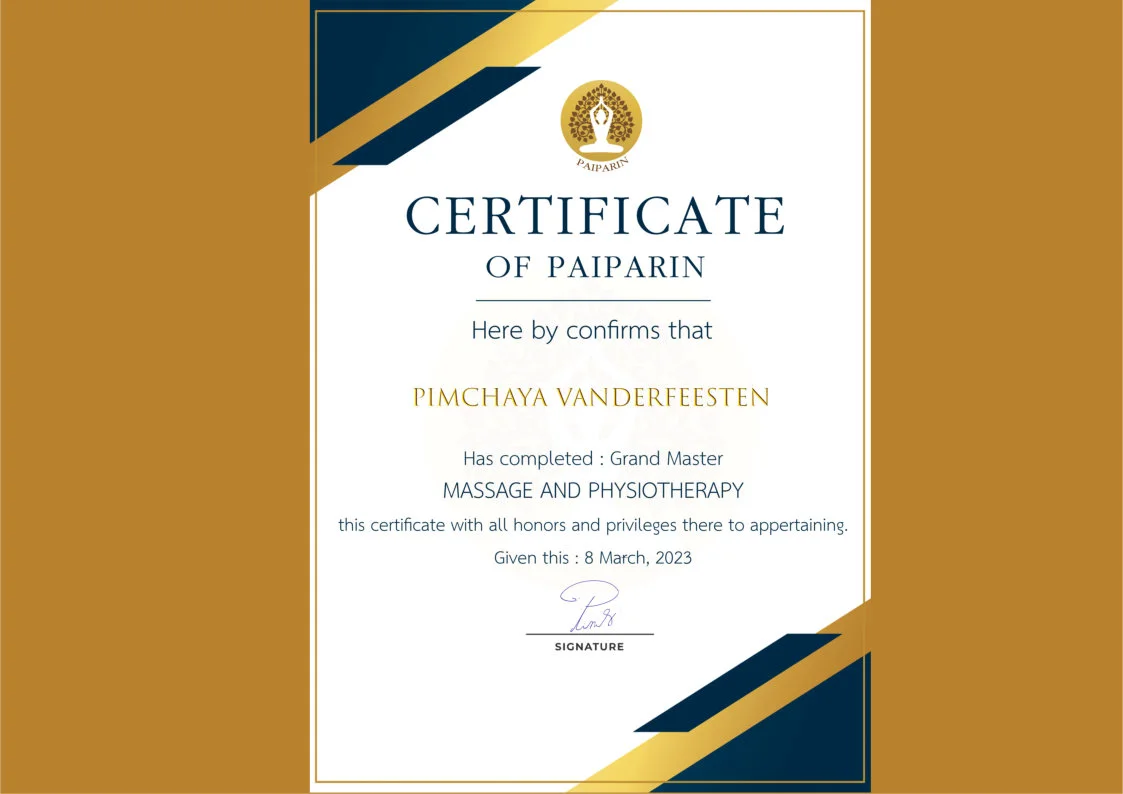 PAIPARIN
CERTIFICATE
OF PAIPARIN
Here by confirms that
PIMCHAYA VANDERFEESTEN
Has completed : Grand Master
MASSAGE AND PHYSIOTHERAPY
this certificate with all honors and privileges there to appertaining.
Given this : 8 March, 2023
SIGNATURE